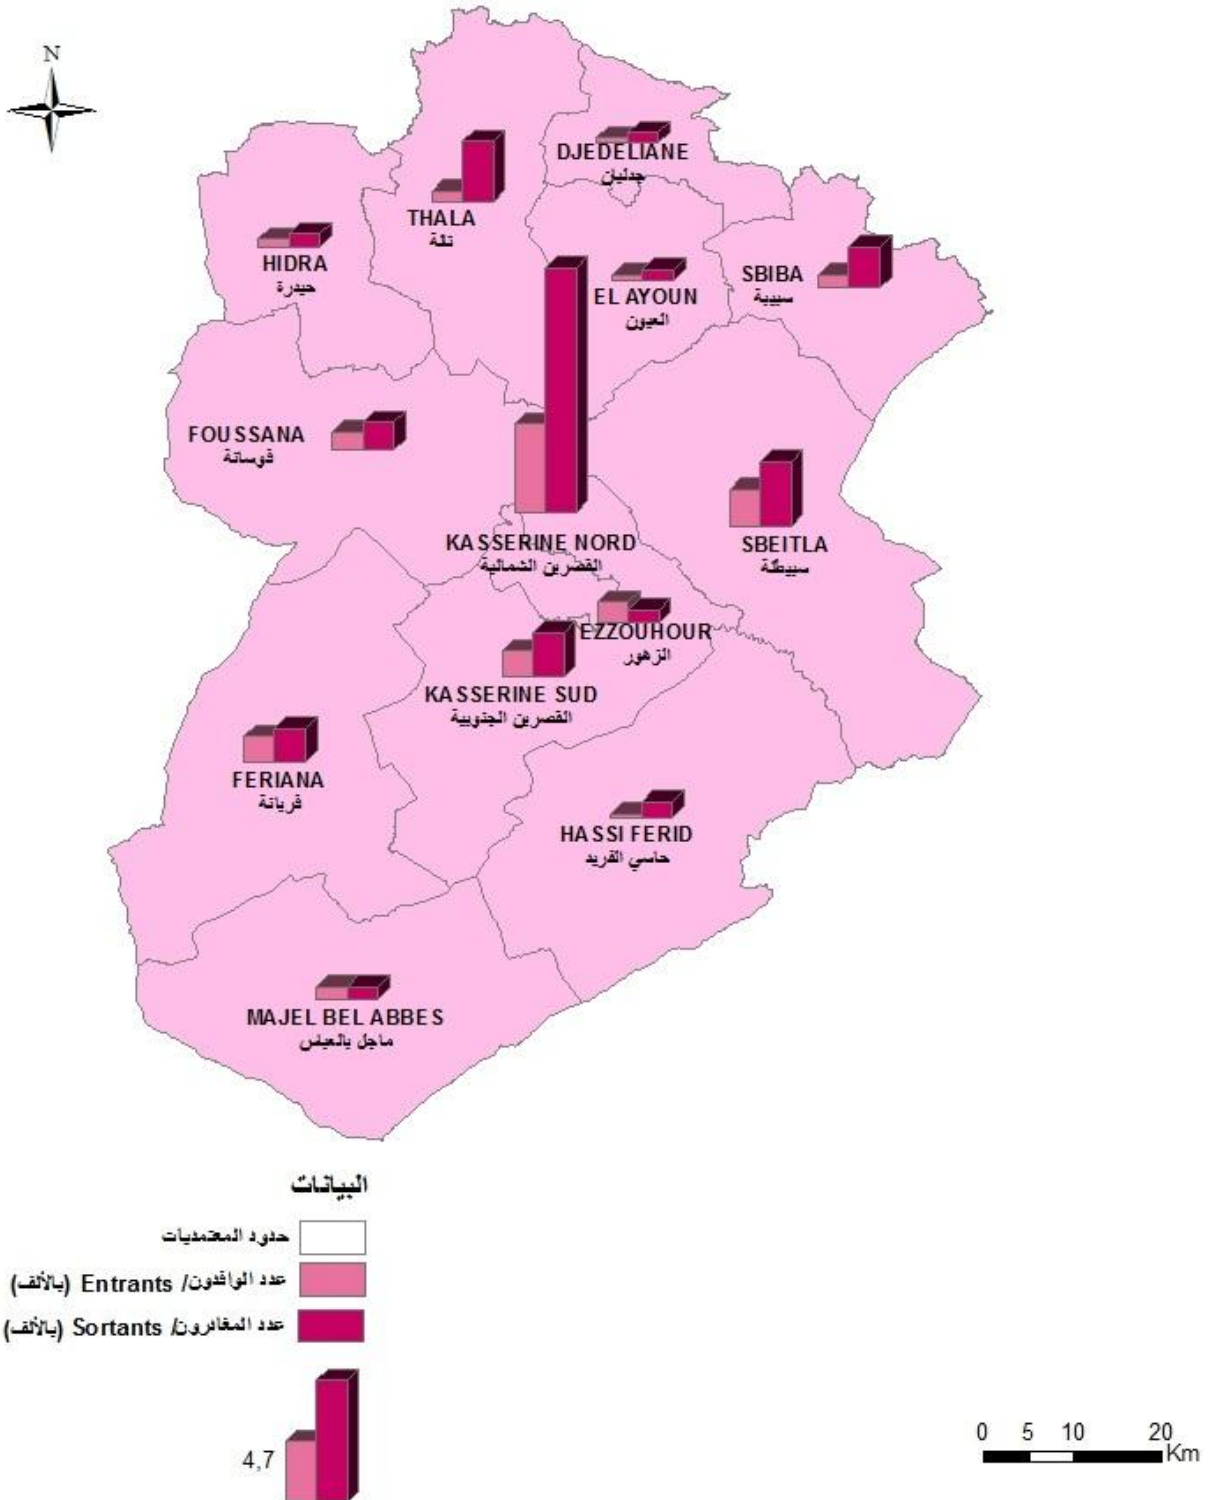 N
DJEDELIANE
جدليان
THALA
تالة
HIDRA
حيدرة
SBIBA
سبيبة
EL AYOUN
العيون
FOUSSANA
فوسانة
KASSERINE NORD
القصرين الشمالية
SBEITLA
سبيطلة
EZZOUHOUR
الزهور
KASSERINE SUD
القصرين الجنوبية
FERIANA
فريانة
HASSI FERID
حاسي الفريد
MAJEL BEL ABBES
ماجل بالعباس
البيانات
حدود المعتمديات
عدد الوافدون/ Entrants (بالألف)
عدد المغادرون/ Sortants (بالألف)
4,7
0 5 10 20
Km